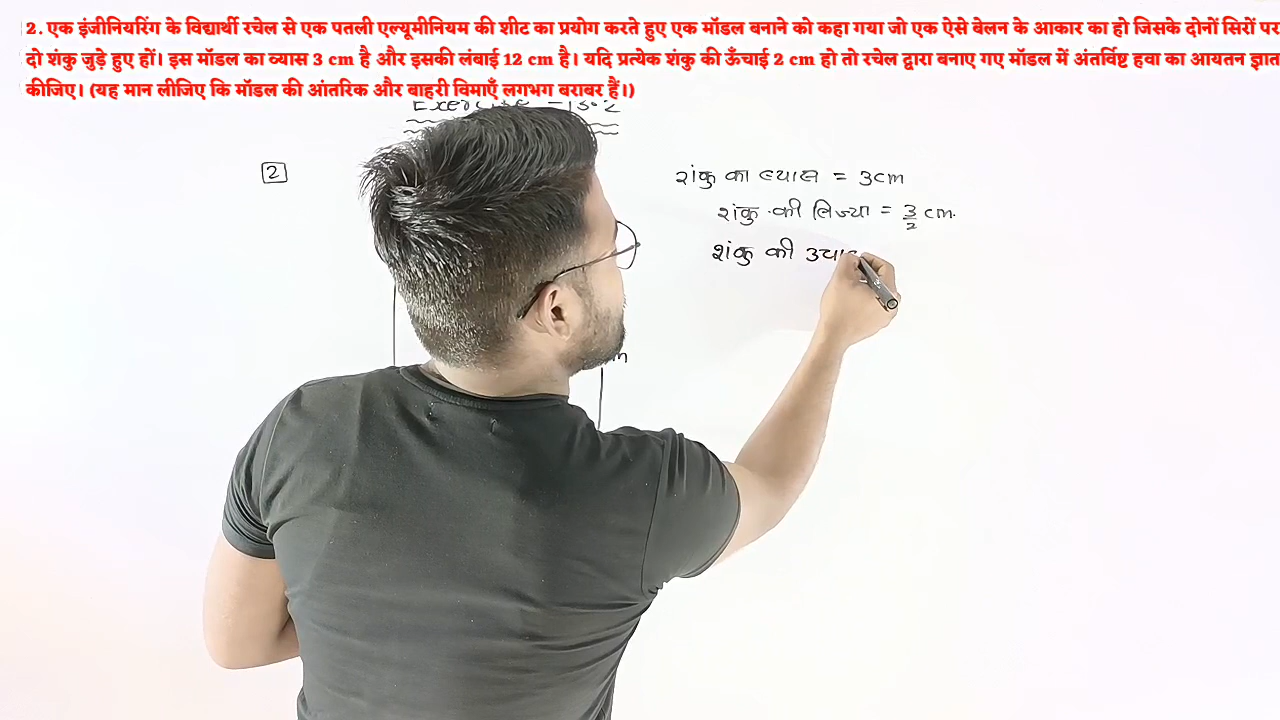 2. एक इंजीनियरिंग के विद्यार्थी रचेल से एक पतली एल्यूमीनियम की शीट का प्रयोग करते हुए एक मॉडल बनाने को कहा गया जो एक ऐसे बेलन के आकार का हो जिसके दोनों सिरों पर
दो शंकु जुड़े हुए हों। इस मॉडल का व्यास 3 cm है और इसकी लंबाई 12 cm है। यदि प्रत्येक शंकु की ऊँचाई 2 cm हो तो रचेल द्वारा बनाए गए मॉडल में अंतर्विष्ट हवा का आयतन ज्ञात
कीजिए। (यह मान लीजिए कि मॉडल की आंतरिक और बाहरी विमाएँ लगभग बराबर हैं।)
2
शंकु का व्यास = 3cm
शंकु की त्रिज्या = 3/2 cm.
शंकु की